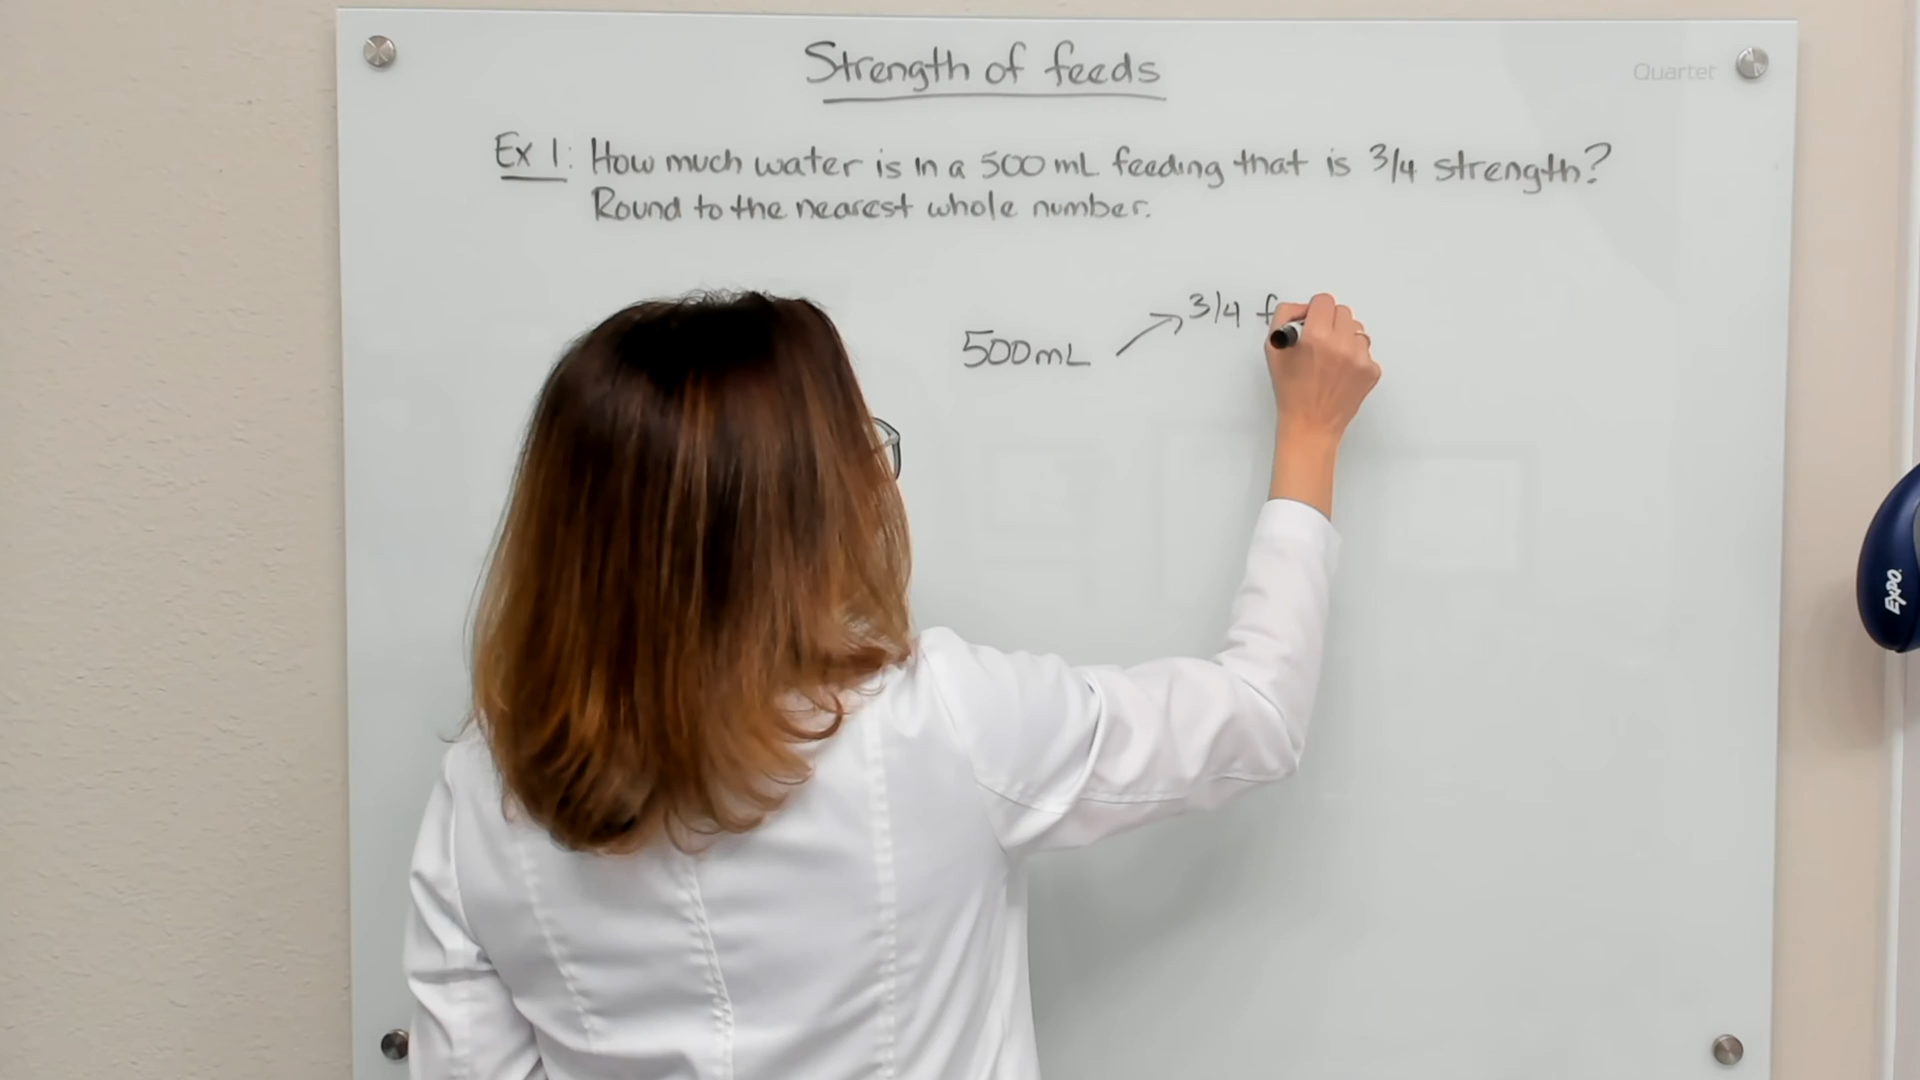 Strength of feeds
Quartet
Ex 1: How much water is in a 500 mL feeding that is 3/4 strength?
Round to the nearest whole number.
3/4 f
500mL
EXPO